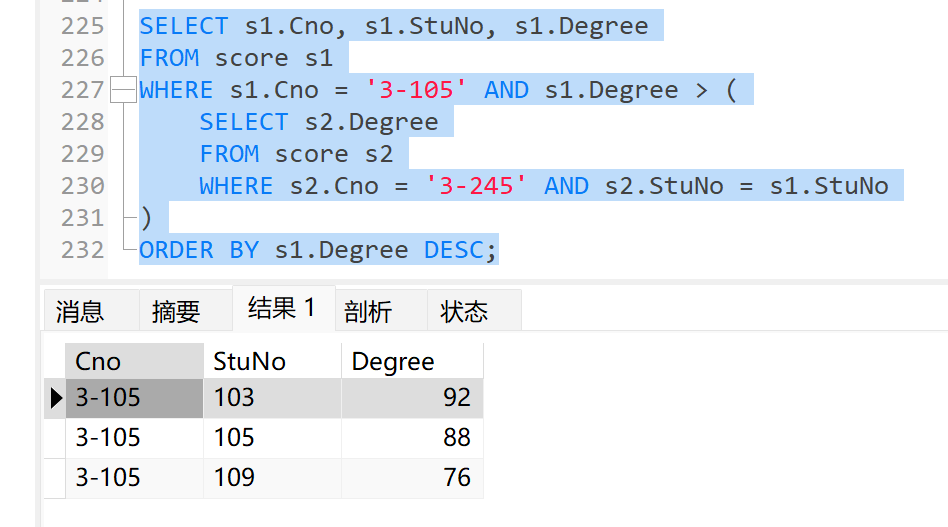 225 SELECT s1.Cno, s1.StuNo, s1.Degree
226 FROM score s1
227 WHERE s1.Cno = '3-105' AND s1.Degree > (
228 SELECT s2.Degree
229 FROM score s2
230 WHERE s2.Cno = '3-245' AND s2.StuNo = s1.StuNo
231 )
232 ORDER BY s1.Degree DESC;
消息 摘要 结果 1 剖析 状态
Cno StuNo Degree
3-105 103 92
3-105 105 88
3-105 109 76